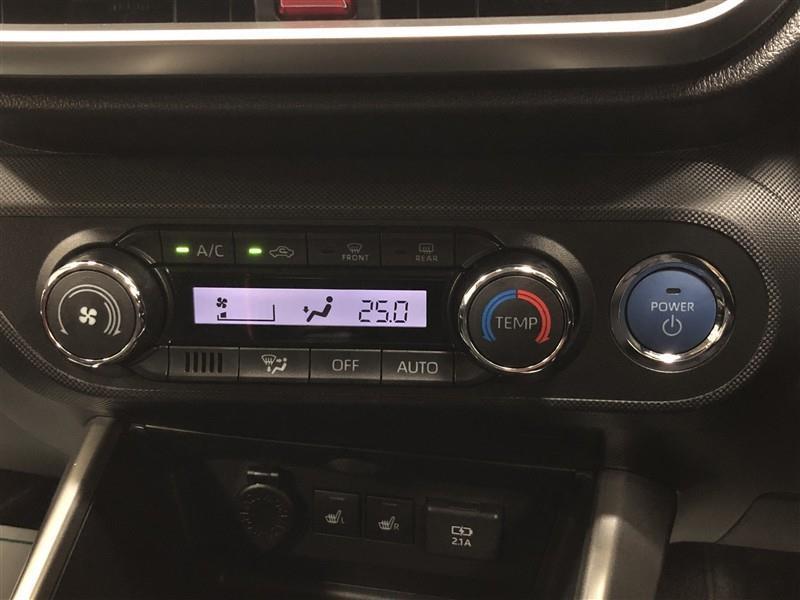 A/C
FRONT
REAR
25.0
TEMP
POWER
OFF
AUTO
L
R
2.1A